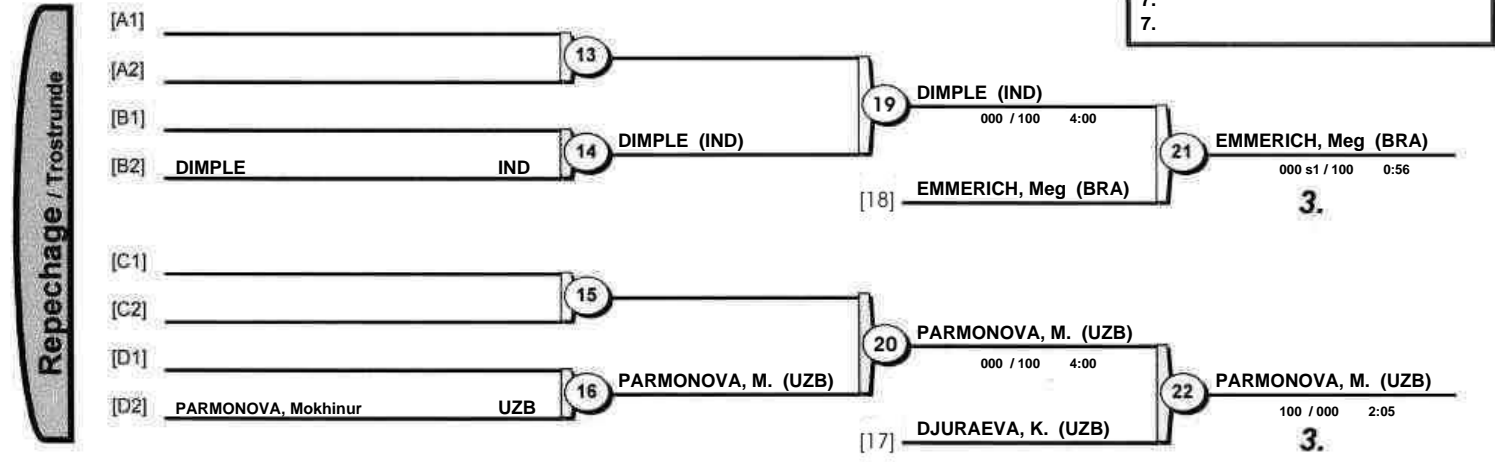 7.
7.
Repechage / Trostrunde
[A1]
13
[A2]
19
DIMPLE (IND)
000 / 100 4:00
[B1]
14
DIMPLE (IND)
[B2] DIMPLE IND
21
EMMERICH, Meg (BRA)
000 s1 / 100 0:56
3.
[18] EMMERICH, Meg (BRA)
[C1]
15
[C2]
20
PARMONOVA, M. (UZB)
000 / 100 4:00
[D1]
16
PARMONOVA, M. (UZB)
[D2] PARMONOVA, Mokhinur UZB
22
PARMONOVA, M. (UZB)
100 / 000 2:05
3.
[17] DJURAEVA, K. (UZB)